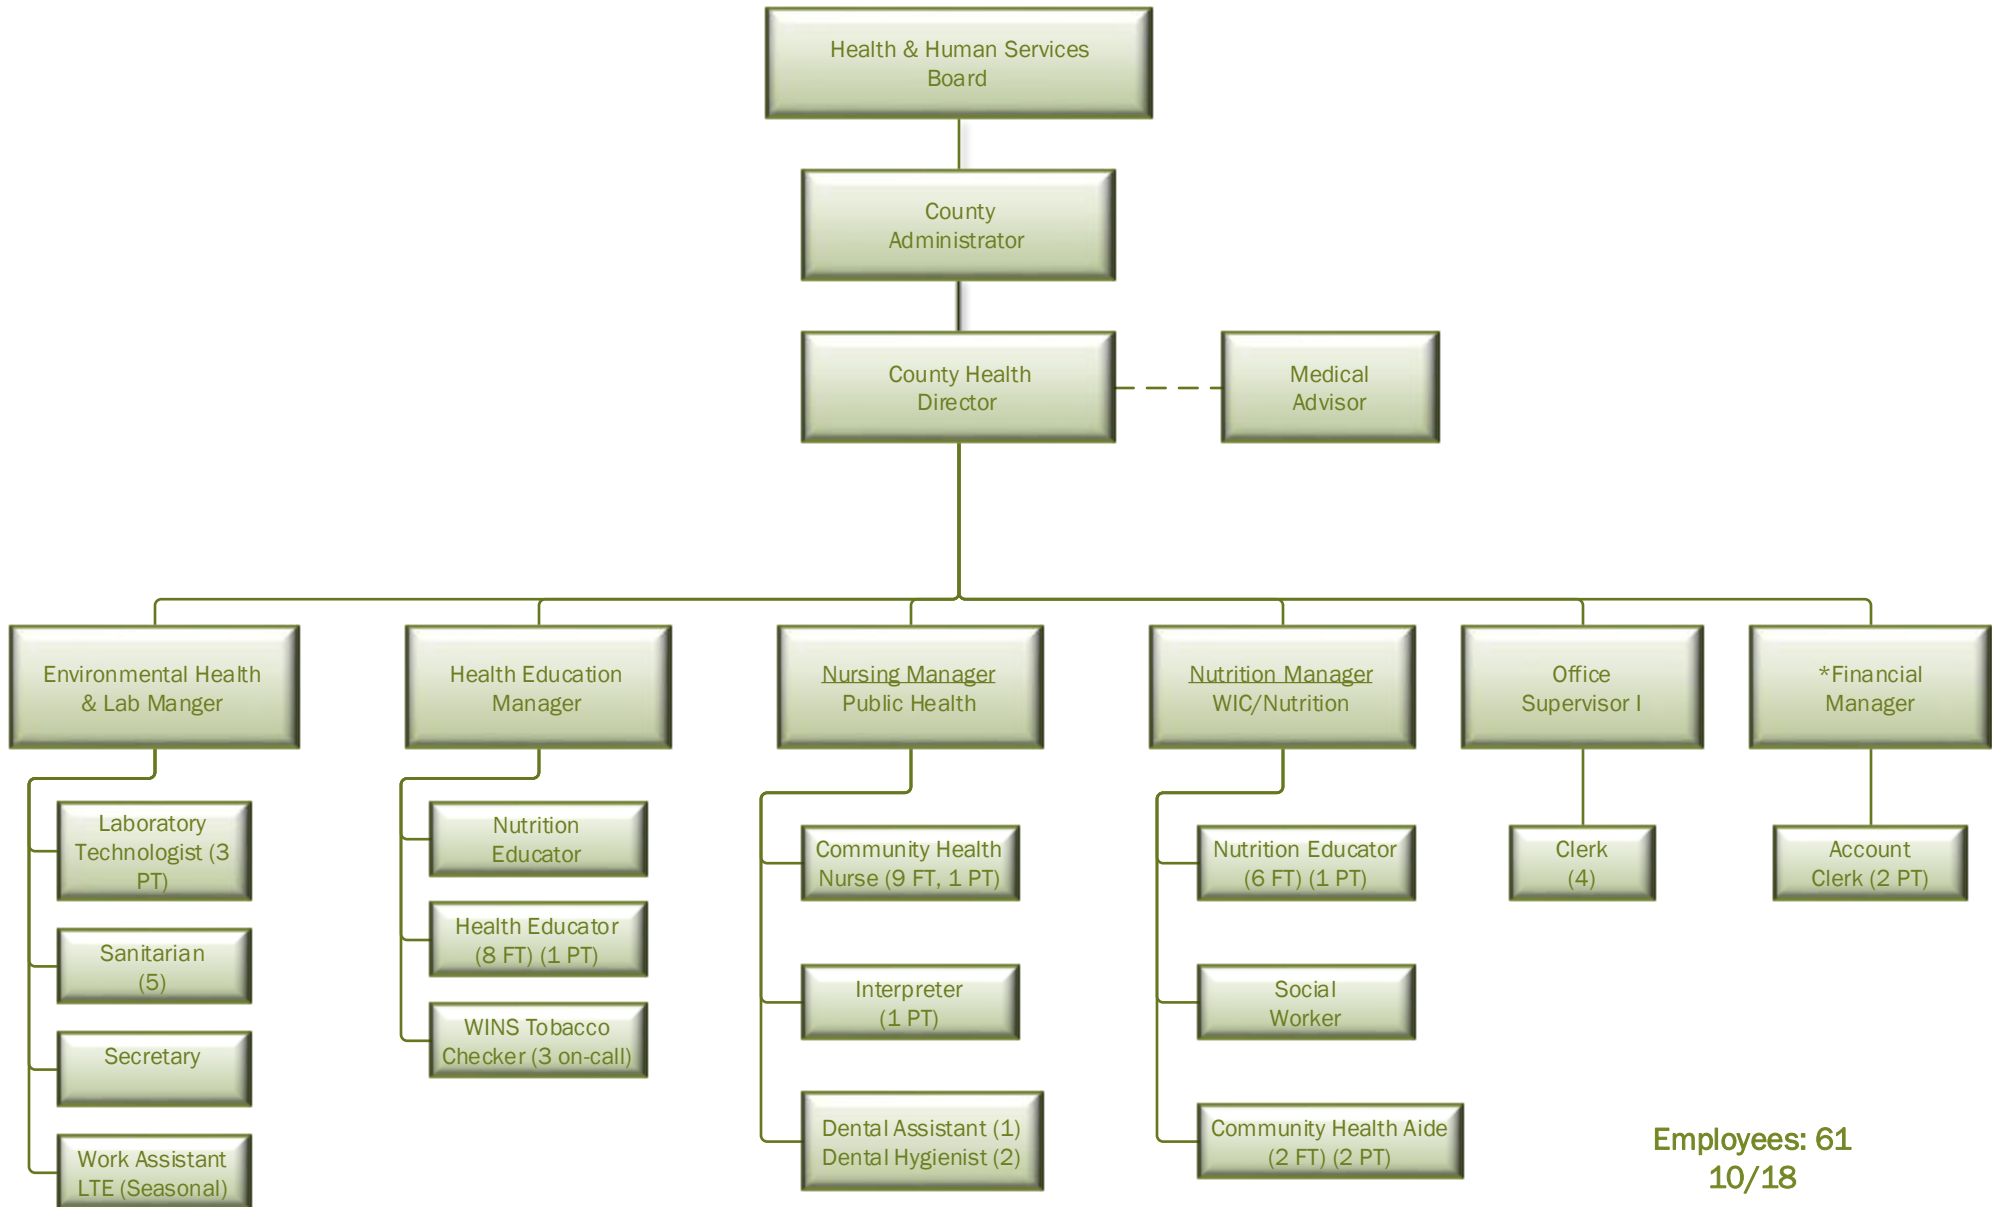 Health & Human Services
Board
County
Administrator
County Health
Director
Medical
Advisor
Environmental Health
& Lab Manger
Health Education
Manager
Nursing Manager
Public Health
Nutrition Manager
WIC/Nutrition
Office
Supervisor I
*Financial
Manager
Laboratory
Technologist (3
PT)
Sanitarian
(5)
Secretary
Work Assistant
LTE (Seasonal)
Nutrition
Educator
Health Educator
(8 FT) (1 PT)
WINS Tobacco
Checker (3 on-call)
Community Health
Nurse (9 FT, 1 PT)
Interpreter
(1 PT)
Dental Assistant (1)
Dental Hygienist (2)
Nutrition Educator
(6 FT) (1 PT)
Social
Worker
Community Health Aide
(2 FT) (2 PT)
Clerk
(4)
Account
Clerk (2 PT)
Employees: 61
10/18